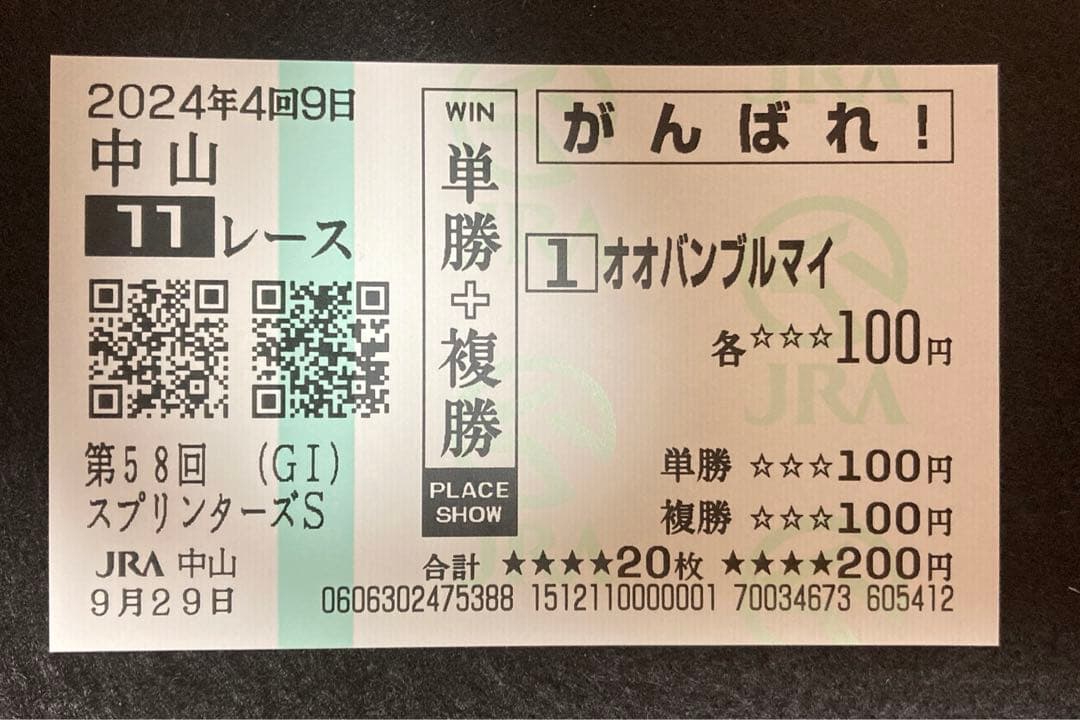 2024年4回9日
中山
11レース
第58回 (GI)
スプリンターズS
JRA 中山
9月29日
WIN
単勝+複勝
PLACE
SHOW
がんばれ!
1オオバンブルマイ
各☆☆☆100円
単勝 ☆☆☆100円
複勝 ☆☆☆100円
合計 ★★★★20枚 ★★★★200円
0606302475388 1512110000001 70034673 605412
JRA
JRA
JRA